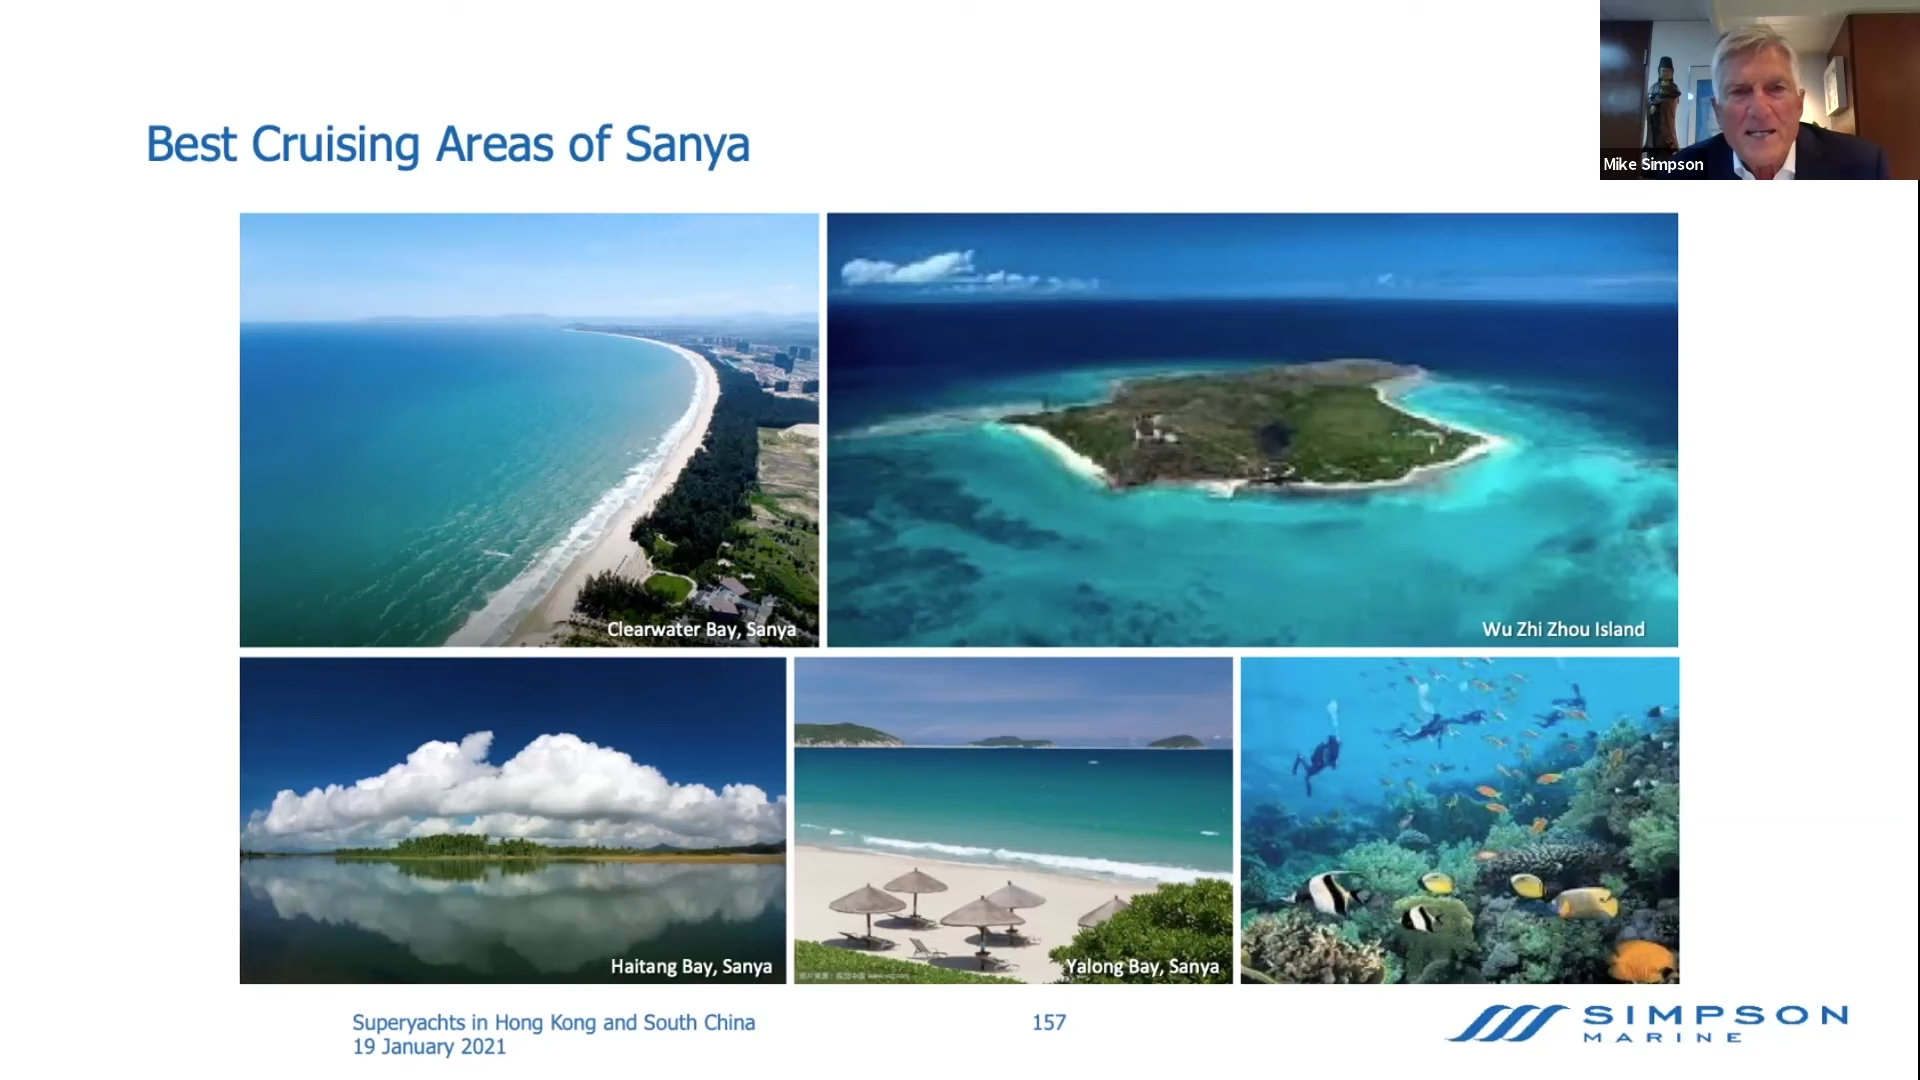 Mike Simpson
Best Cruising Areas of Sanya
Clearwater Bay, Sanya
Wu Zhi Zhou Island
Haitang Bay, Sanya
Yalong Bay, Sanya
Superyachts in Hong Kong and South China
157
19 January 2021
SIMPSON
MARINE